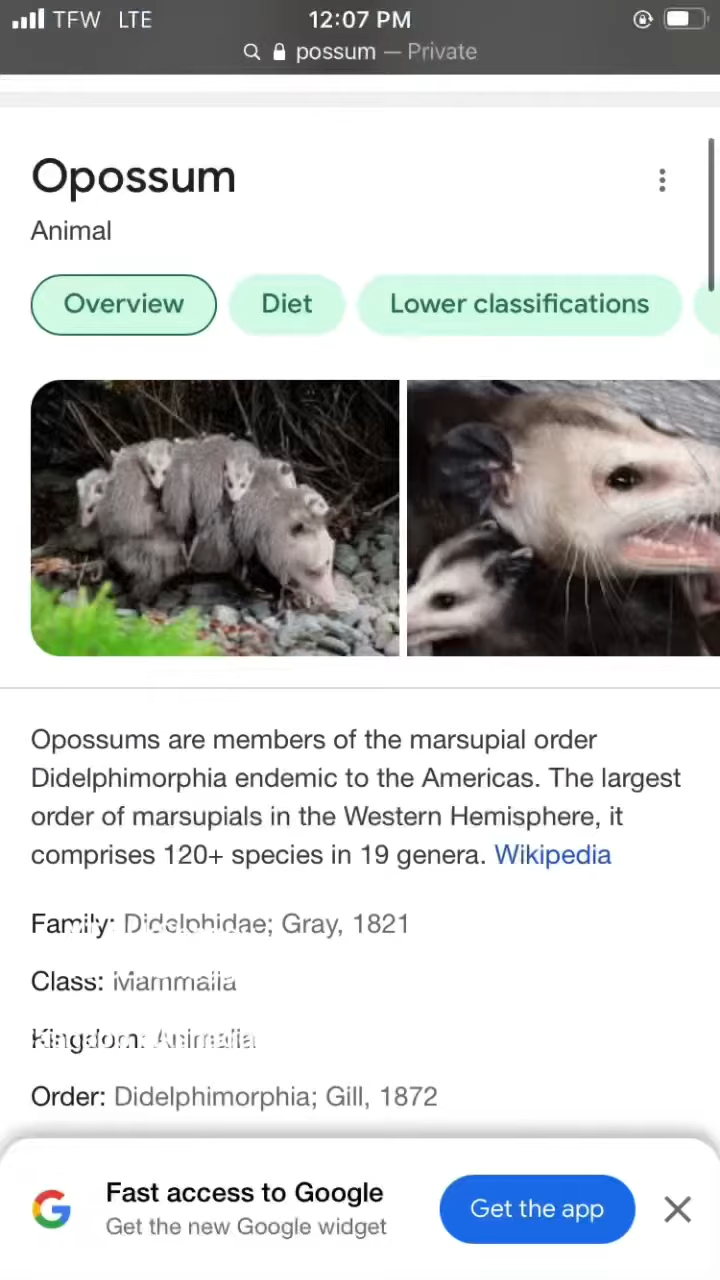 TFW LTE 12:07 PM
possum — Private
Opossum
Animal
Overview Diet Lower classifications
Opossums are members of the marsupial order
Didelphimorphia endemic to the Americas. The largest
order of marsupials in the Western Hemisphere, it
comprises 120+ species in 19 genera. Wikipedia
Family: Didelphidae; Gray, 1821
Class: Mammalia
Kingdom: Animalia
Order: Didelphimorphia; Gill, 1872
Fast access to Google
Get the new Google widget
Get the app